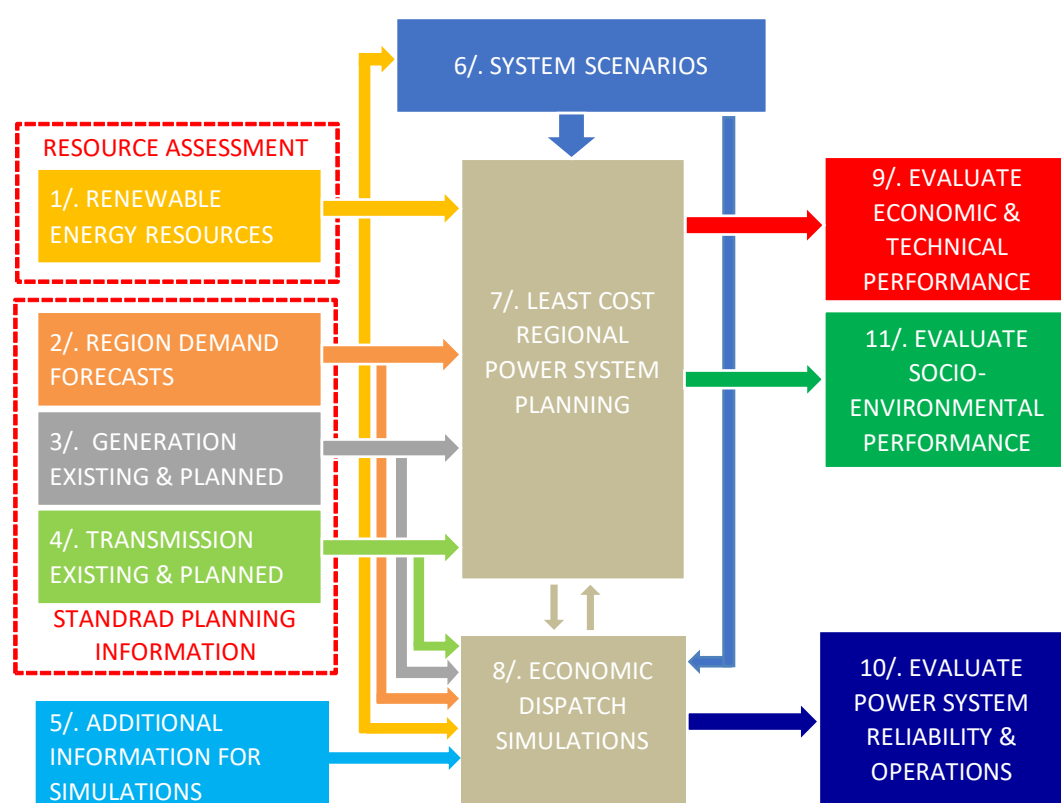 6/. SYSTEM SCENARIOS
RESOURCE ASSESSMENT
1/. RENEWABLE
ENERGY RESOURCES
2/. REGION DEMAND
FORECASTS
3/. GENERATION
EXISTING & PLANNED
4/. TRANSMISSION
EXISTING & PLANNED
STANDRAD PLANNING
INFORMATION
5/. ADDITIONAL
INFORMATION FOR
SIMULATIONS
7/. LEAST COST
REGIONAL
POWER SYSTEM
PLANNING
8/. ECONOMIC
DISPATCH
SIMULATIONS
9/. EVALUATE
ECONOMIC &
TECHNICAL
PERFORMANCE
11/. EVALUATE
SOCIO-
ENVIRONMENTAL
PERFORMANCE
10/. EVALUATE
POWER SYSTEM
RELIABILITY &
OPERATIONS